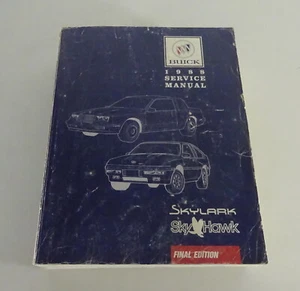 BUICK
1988
SERVICE
MANUAL
SKYLARK
SkyHawk
FINAL EDITION